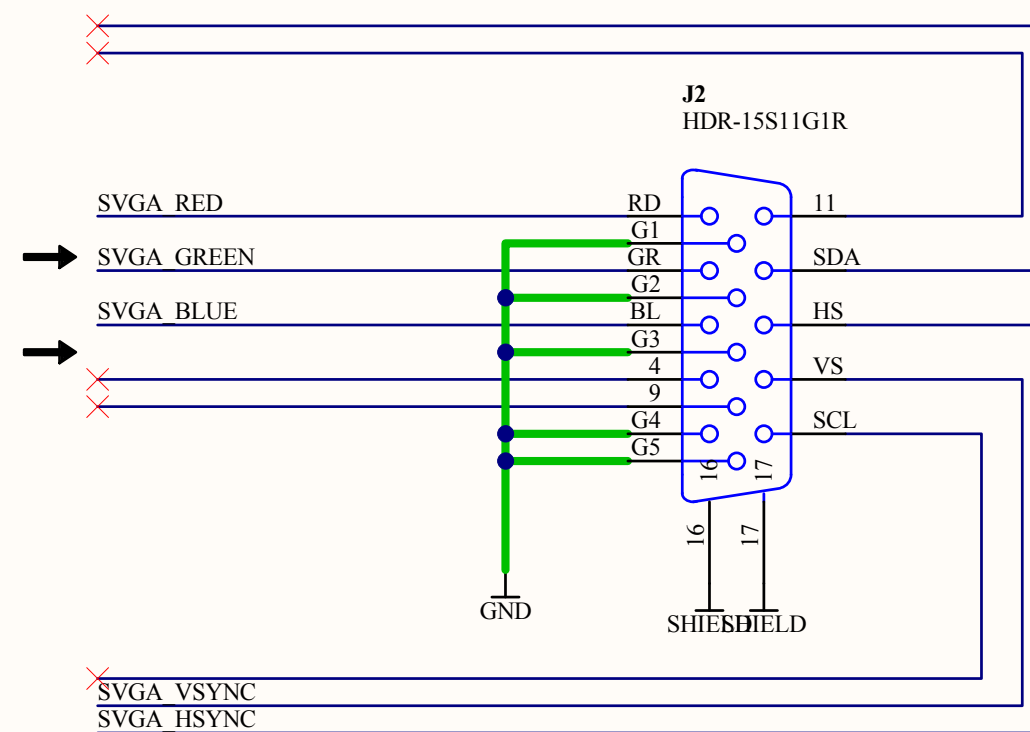 J2
HDR-15S11G1R
SVGA_RED
RD
11
G1
SVGA_GREEN
GR
SDA
G2
SVGA_BLUE
BL
HS
G3
4
VS
9
G4
SCL
G5
16
17
16
17
GND
SHIELD
SHIELD
SVGA_VSYNC
SVGA_HSYNC